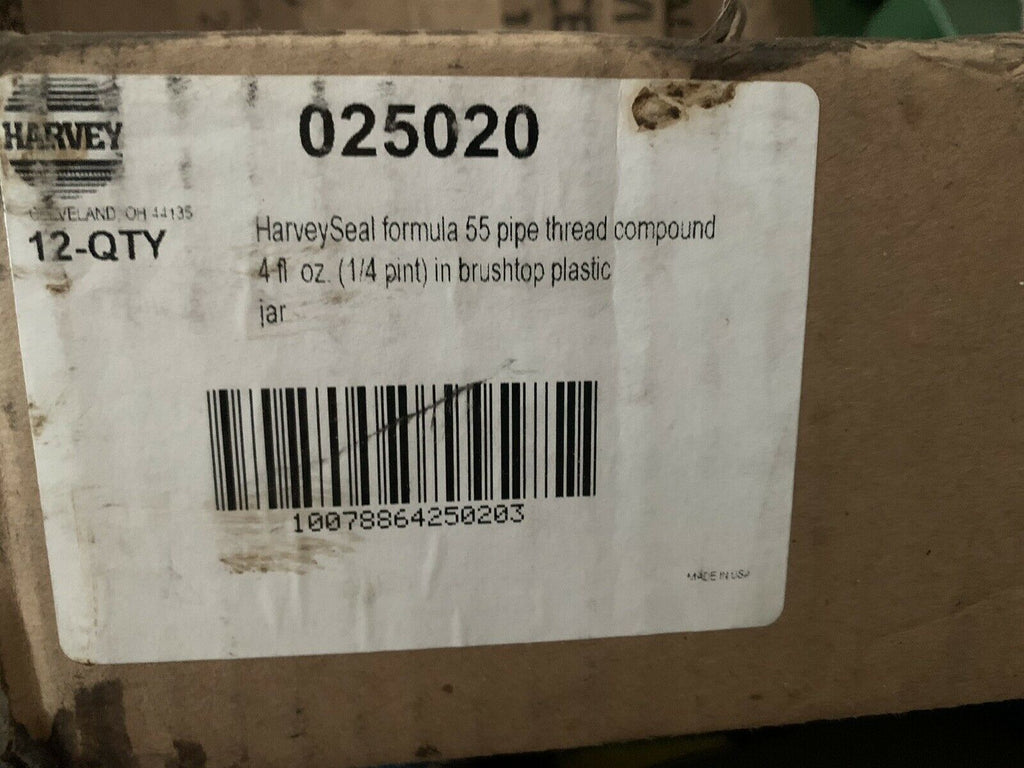 HARVEY
025020
CLEVELAND, OH 44135
12-QTY
HarveySeal formula 55 pipe thread compound
4 fl oz. (1/4 pint) in brushtop plastic
jar
10078864250203
MADE IN USA